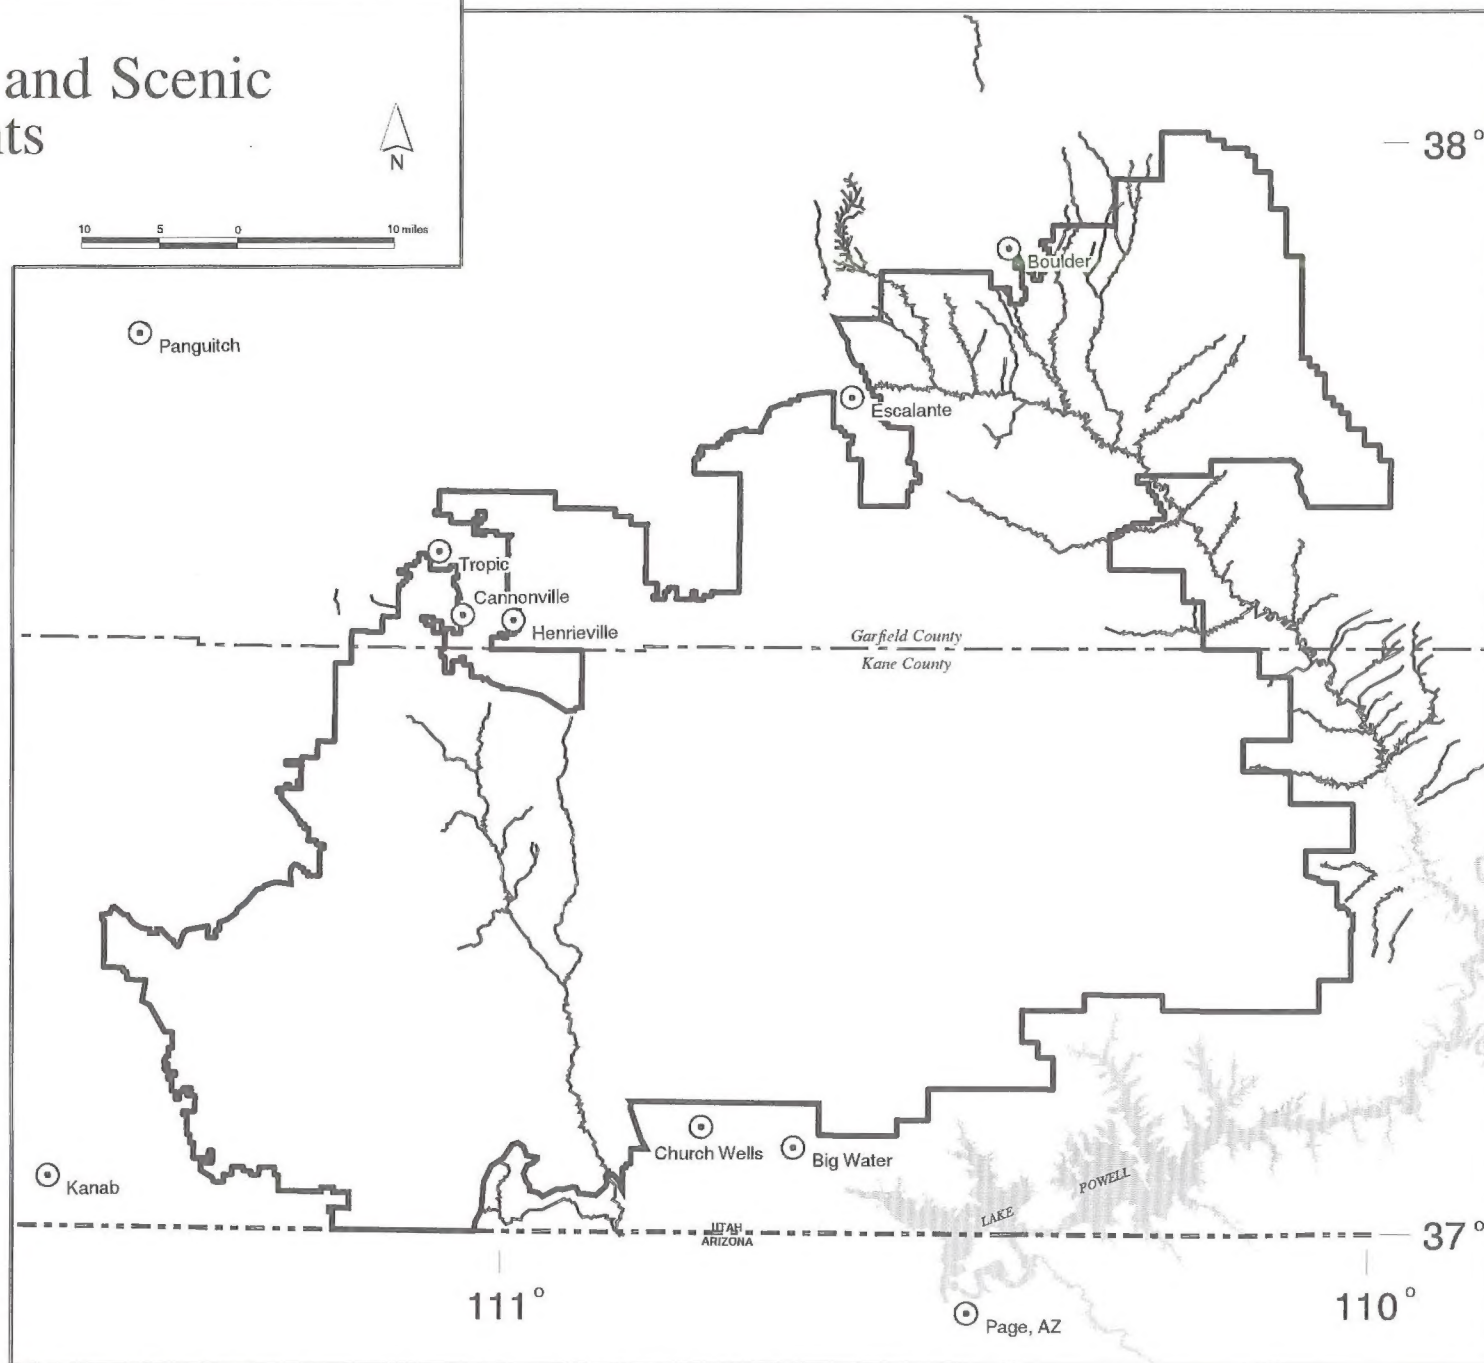 and Scenic
nts
N
10 5 0 10 miles
38°
Boulder
Panguitch
Escalante
Tropic
Cannonville
Henrieville
Garfield County
Kane County
Church Wells
Big Water
Kanab
POWELL
LAKE
UTAH
ARIZONA
37°
111° 110°
Page, AZ